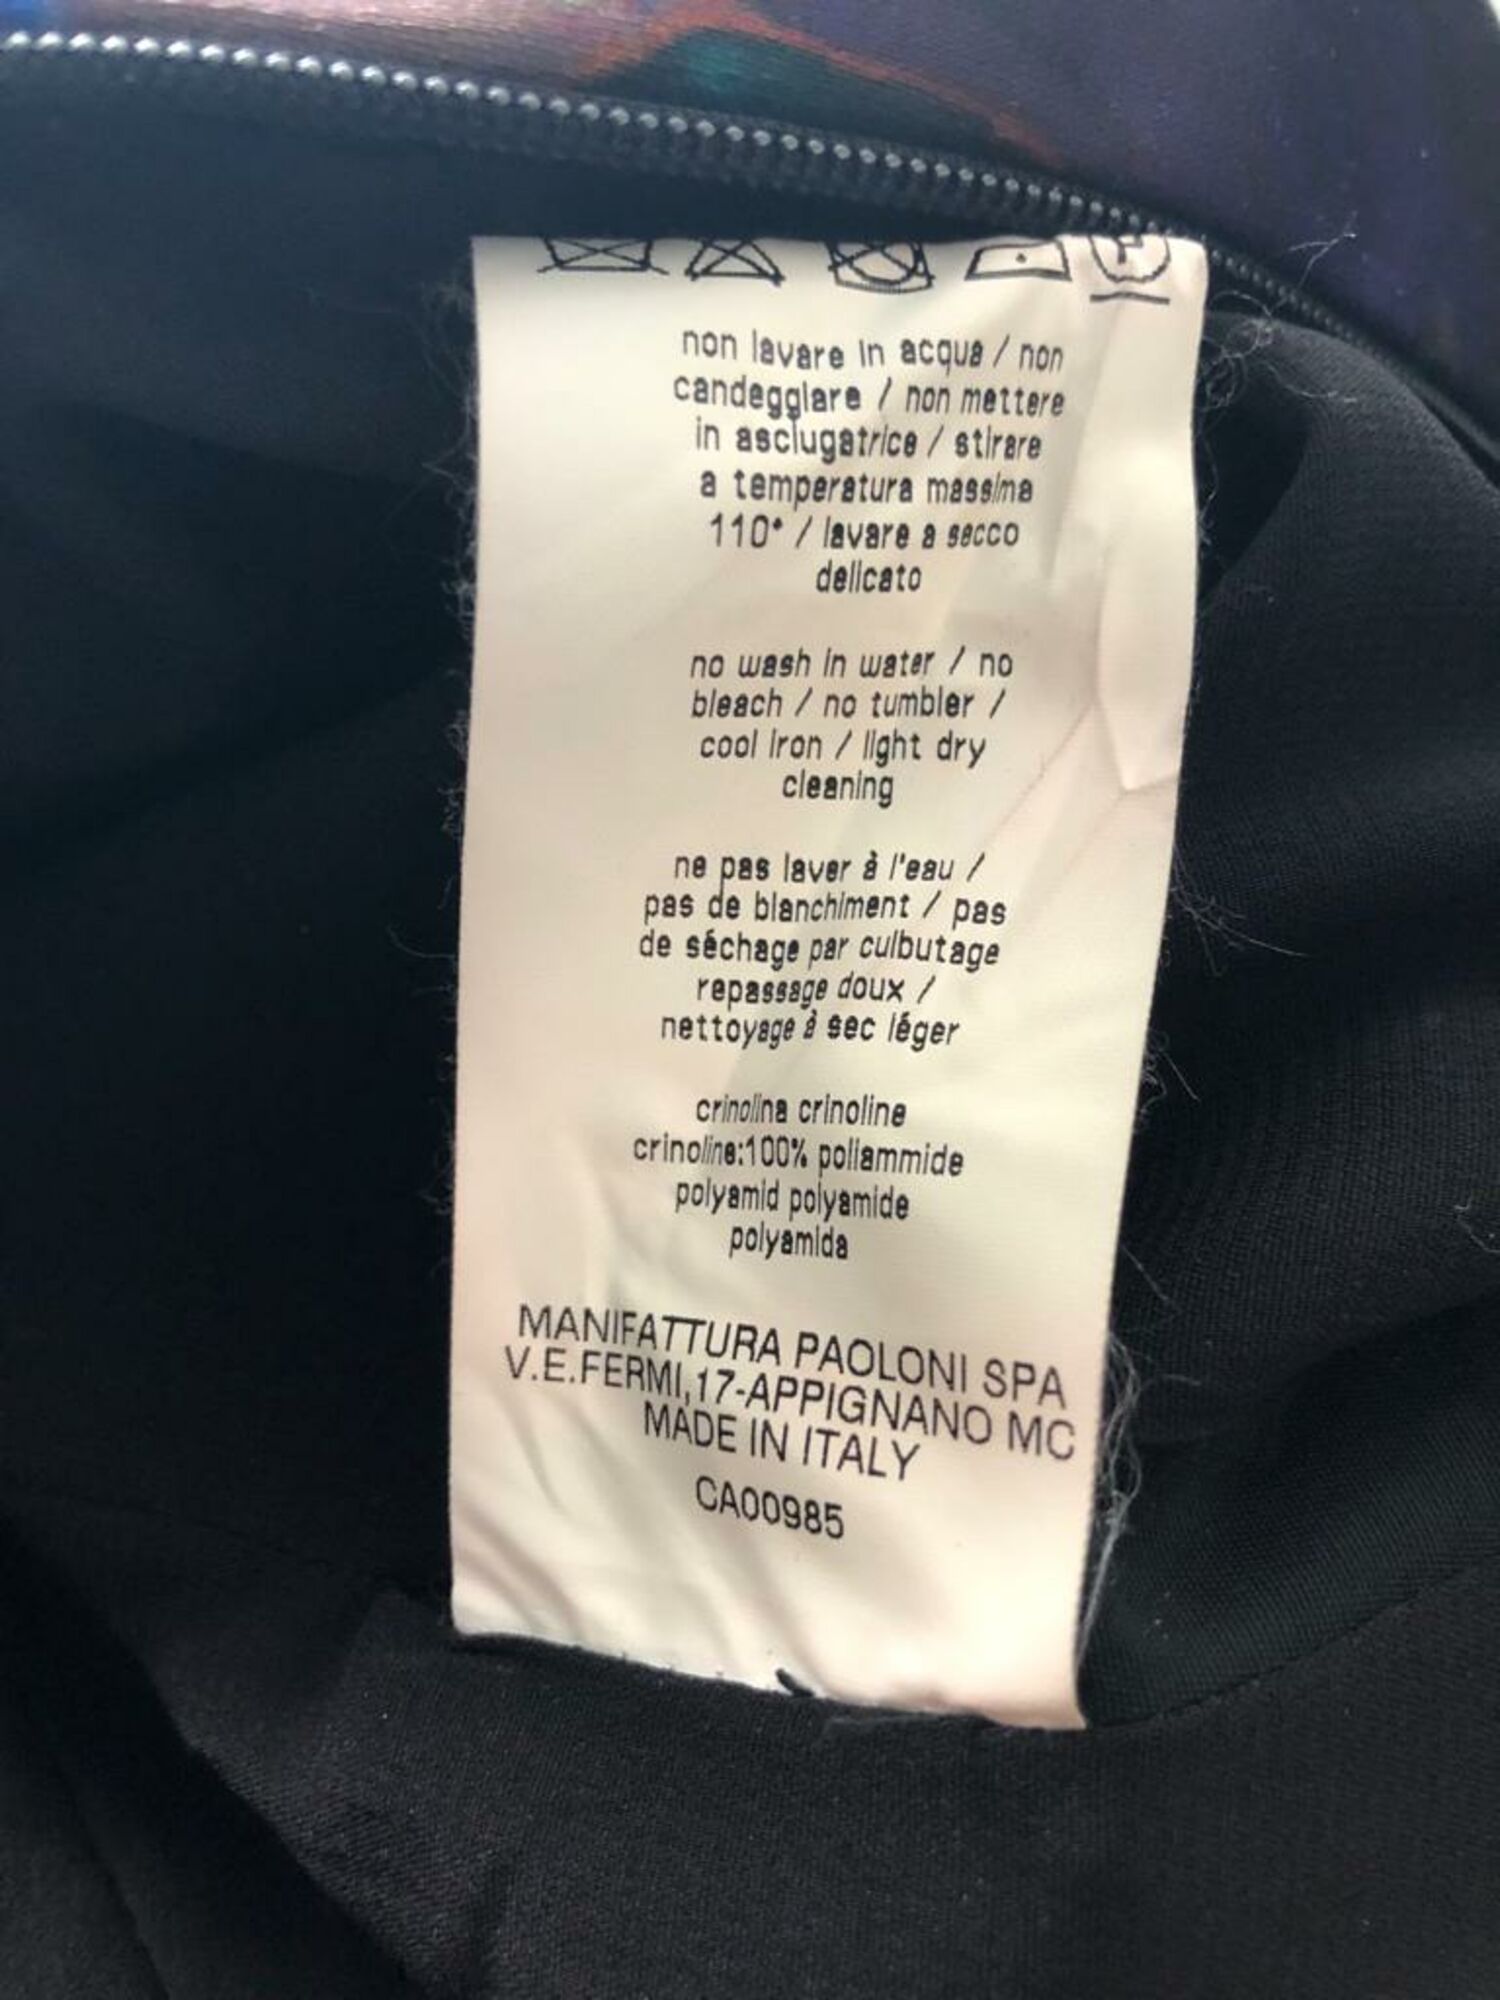 non lavare in acqua / non
candeggiare / non mettere
in asciugatrice / stirare
a temperatura massima
110° / lavare a secco
delicato
no wash in water / no
bleach / no tumbler /
cool iron / light dry
cleaning
ne pas laver à l'eau /
pas de blanchiment / pas
de séchage par culbutage
repassage doux /
nettoyage à sec léger
crinolina crinoline
crinoline:100% poliammide
polyamid polyamide
polyamida
MANIFATTURA PAOLONI SPA
V.E.FERMI,17-APPIGNANO MC
MADE IN ITALY
CA00985